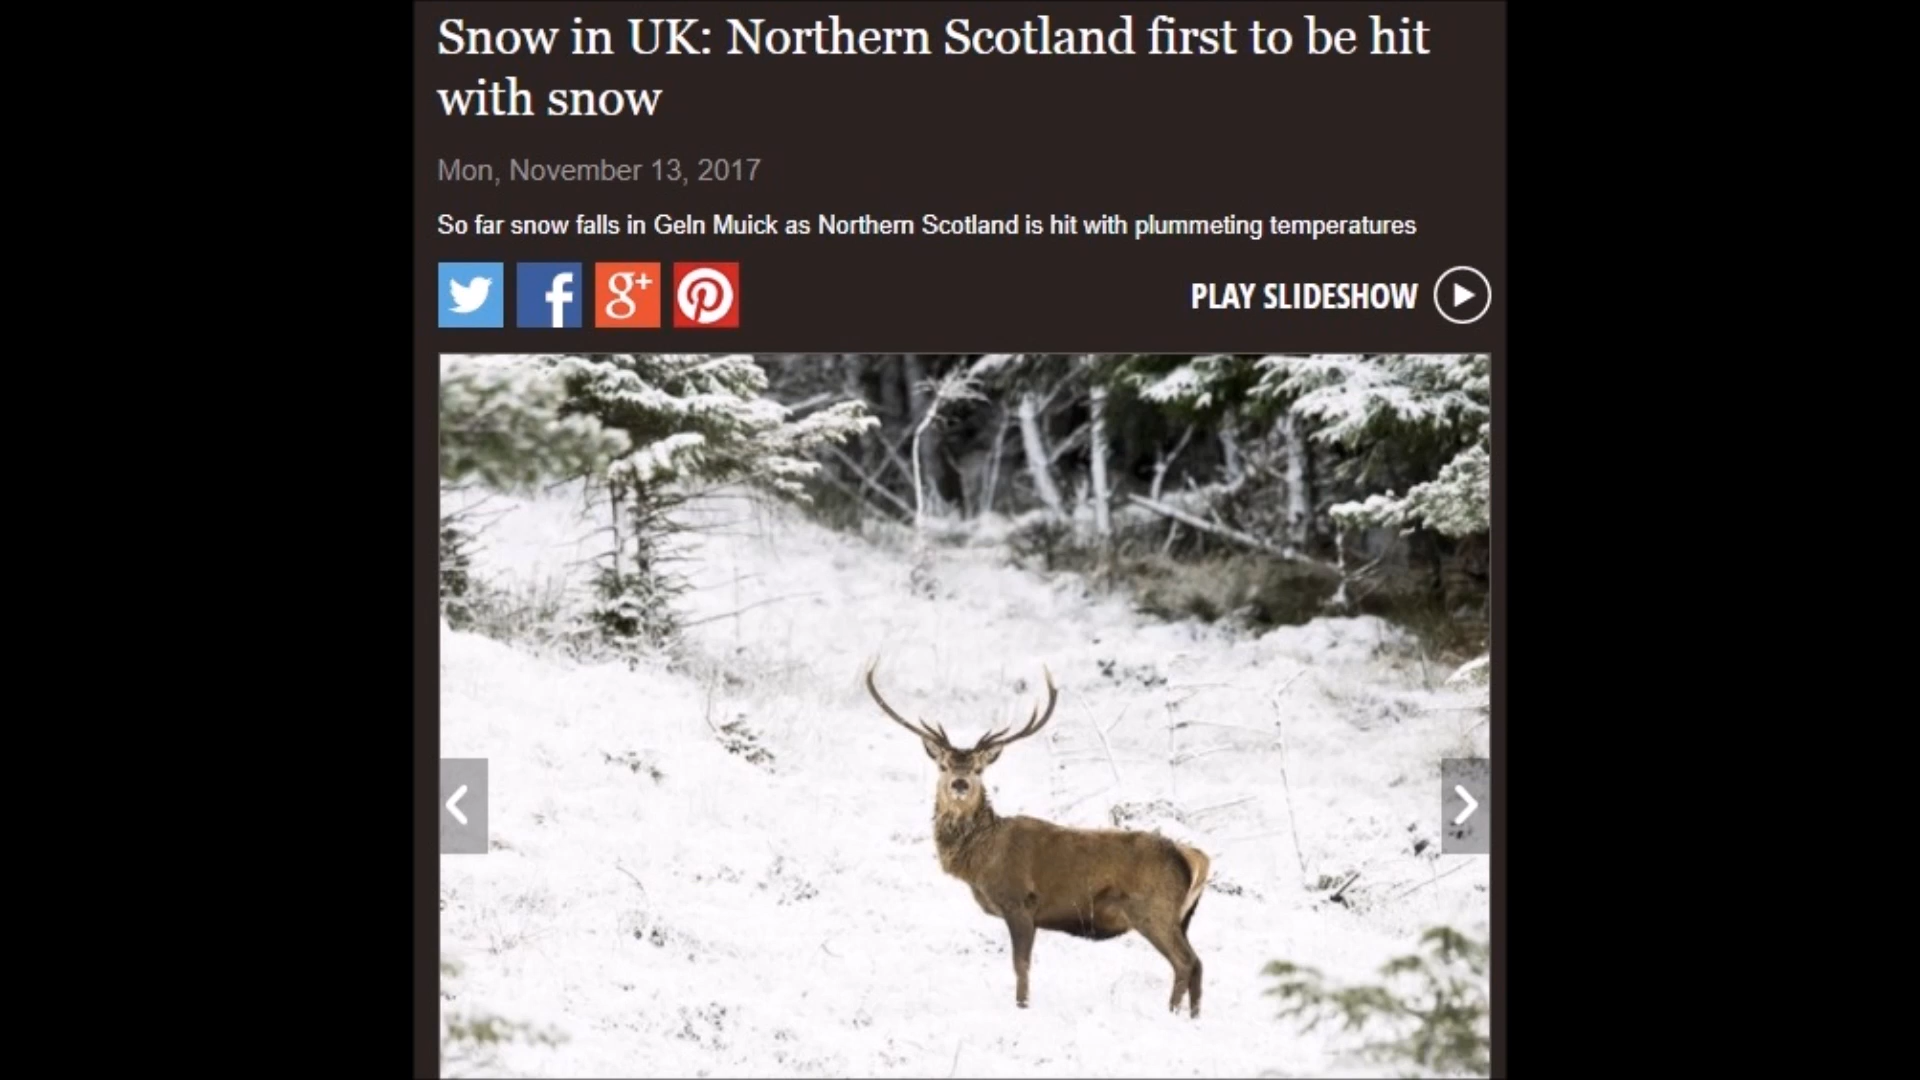 Snow in UK: Northern Scotland first to be hit
with snow
Mon, November 13, 2017
So far snow falls in Geln Muick as Northern Scotland is hit with plummeting temperatures
f g+
PLAY SLIDESHOW